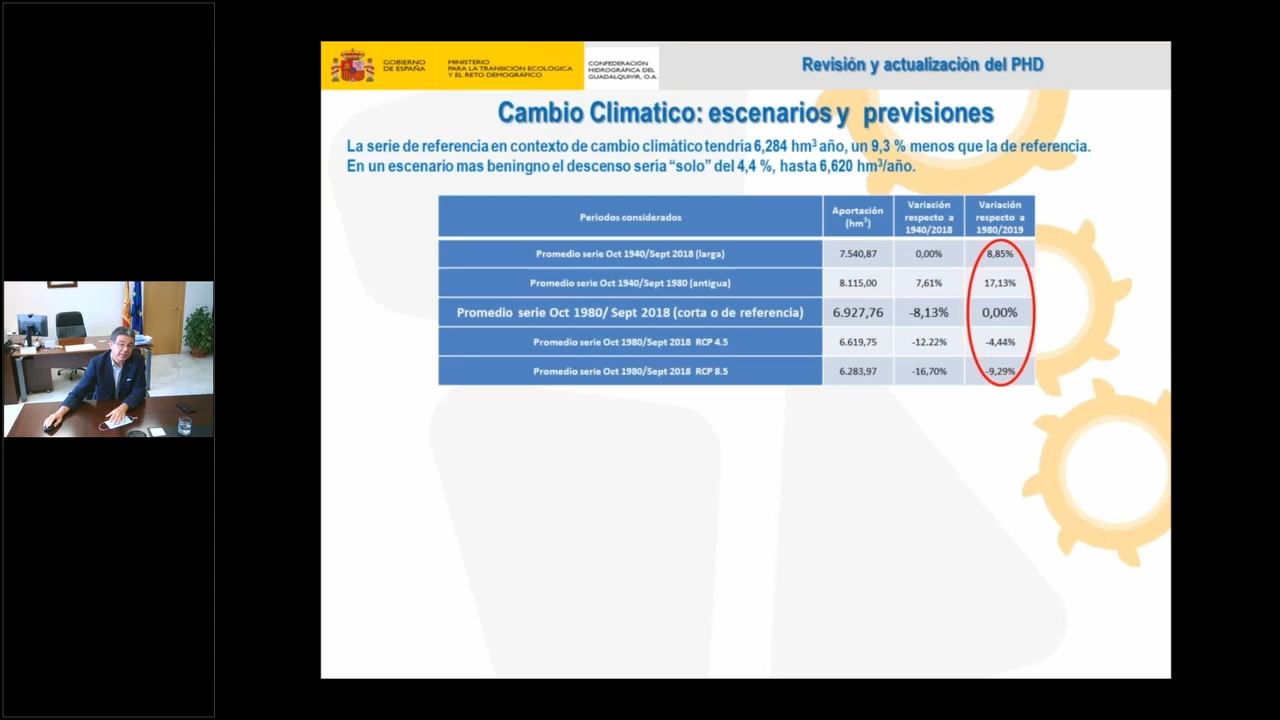 GOBIERNO
DE ESPAÑA
MINISTERIO
PARA LA TRANSICIÓN ECOLÓGICA
Y EL RETO DEMOGRÁFICO
CONFEDERACIÓN
HIDROGRÁFICA DEL
GUADALQUIVIR, O.A.
Revisión y actualización del PHD
Cambio Climatico: escenarios y previsiones
La serie de referencia en contexto de cambio climático tendría 6,284 hm³ año, un 9,3 % menos que la de referencia.
En un escenario mas beningno el descenso sería “solo” del 4,4 %, hasta 6,620 hm³/año.
Periodos considerados
Aportación
(hm³)
Variación
respecto a
1940/2018
Variación
respecto a
1980/2019
Promedio serie Oct 1940/Sept 2018 (larga) 7.540,87 0,00% 8,85%
Promedio serie Oct 1940/Sept 1980 (antigua) 8.115,00 7,61% 17,13%
Promedio serie Oct 1980/ Sept 2018 (corta o de referencia) 6.927,76 -8,13% 0,00%
Promedio serie Oct 1980/Sept 2018 RCP 4.5 6.619,75 -12.22% -4,44%
Promedio serie Oct 1980/Sept 2018 RCP 8.5 6.283,97 -16,70% -9,29%